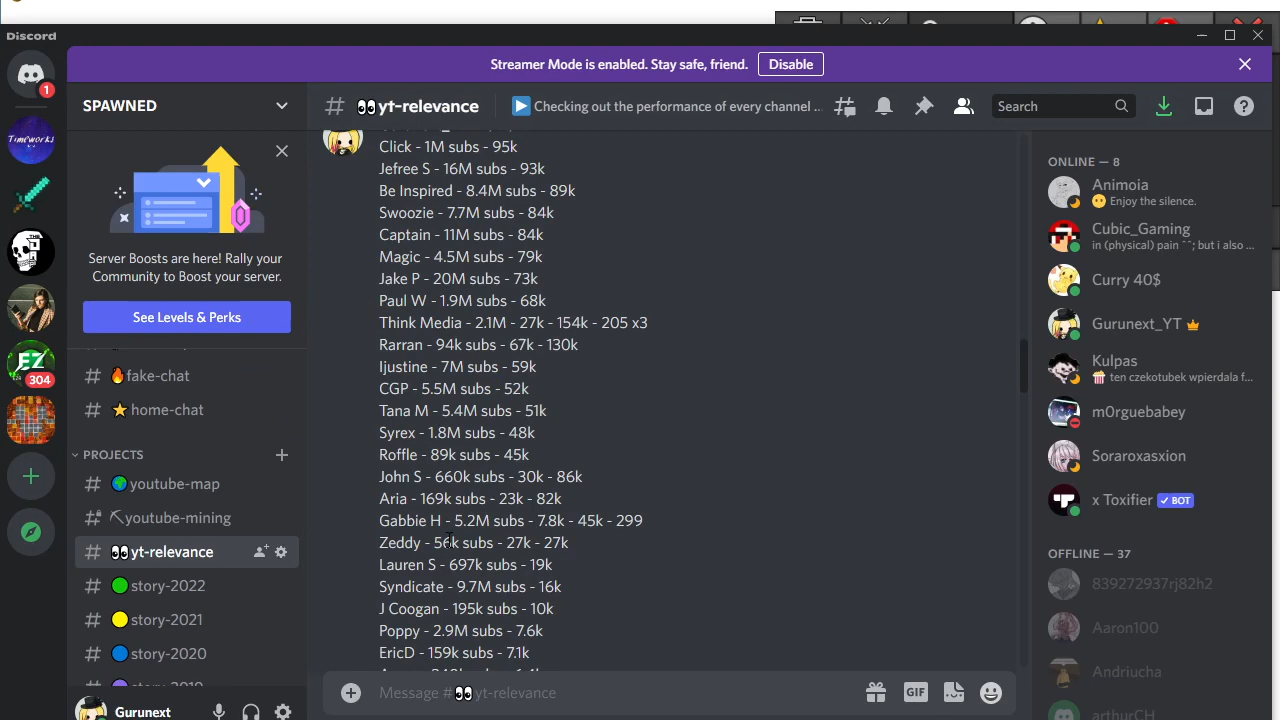 Discord
Streamer Mode is enabled. Stay safe, friend.
Disable
SPAWNED
# 👀yt-relevance
▶ Checking out the performance of every channel ...
Search
1
304
Server Boosts are here! Rally your
Community to Boost your server.
See Levels & Perks
# 🔥fake-chat
# ⭐home-chat
PROJECTS
# 🌍youtube-map
# ⛏youtube-mining
# 👀yt-relevance
# 🟢story-2022
# 🟡story-2021
# 🔵story-2020
Gurunext
Click - 1M subs - 95k
Jefree S - 16M subs - 93k
Be Inspired - 8.4M subs - 89k
Swoozie - 7.7M subs - 84k
Captain - 11M subs - 84k
Magic - 4.5M subs - 79k
Jake P - 20M subs - 73k
Paul W - 1.9M subs - 68k
Think Media - 2.1M - 27k - 154k - 205 x3
Rarran - 94k subs - 67k - 130k
Ijustine - 7M subs - 59k
CGP - 5.5M subs - 52k
Tana M - 5.4M subs - 51k
Syrex - 1.8M subs - 48k
Roffle - 89k subs - 45k
John S - 660k subs - 30k - 86k
Aria - 169k subs - 23k - 82k
Gabbie H - 5.2M subs - 7.8k - 45k - 299
Zeddy - 56k subs - 27k - 27k
Lauren S - 697k subs - 19k
Syndicate - 9.7M subs - 16k
J Coogan - 195k subs - 10k
Poppy - 2.9M subs - 7.6k
EricD - 159k subs - 7.1k
Message #👀yt-relevance
GIF
ONLINE — 8
Animoia
😶 Enjoy the silence.
Cubic_Gaming
in (physical) pain ^^; but i also ...
Curry 40$
Gurunext_YT
Kulpas
🍿 ten czekotubek wpierdala f...
m0rguebabey
Soraroxasxion
x Toxifier ✓ BOT
OFFLINE — 37
839272937rj82h2
Aaron100
Andriucha
arthurCH